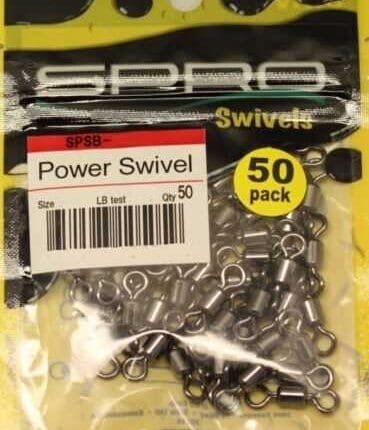 SPRO
Swivels
SPSB-
Power Swivel
Size LB test Qty 50
50
pack